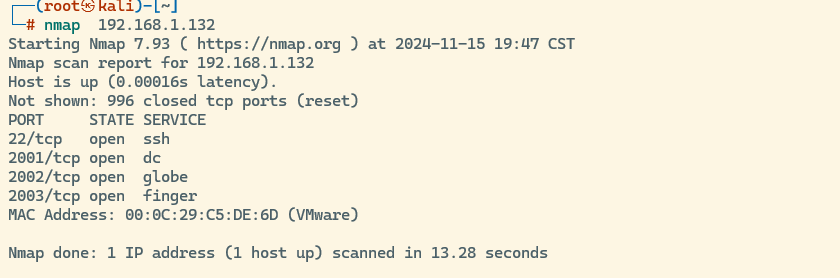 ┌──(root㉿kali)-[~]
└─# nmap  192.168.1.132
Starting Nmap 7.93 ( https://nmap.org ) at 2024-11-15 19:47 CST
Nmap scan report for 192.168.1.132
Host is up (0.00016s latency).
Not shown: 996 closed tcp ports (reset)
PORT     STATE SERVICE
22/tcp   open  ssh
2001/tcp open  dc
2002/tcp open  globe
2003/tcp open  finger
MAC Address: 00:0C:29:C5:DE:6D (VMware)
Nmap done: 1 IP address (1 host up) scanned in 13.28 seconds